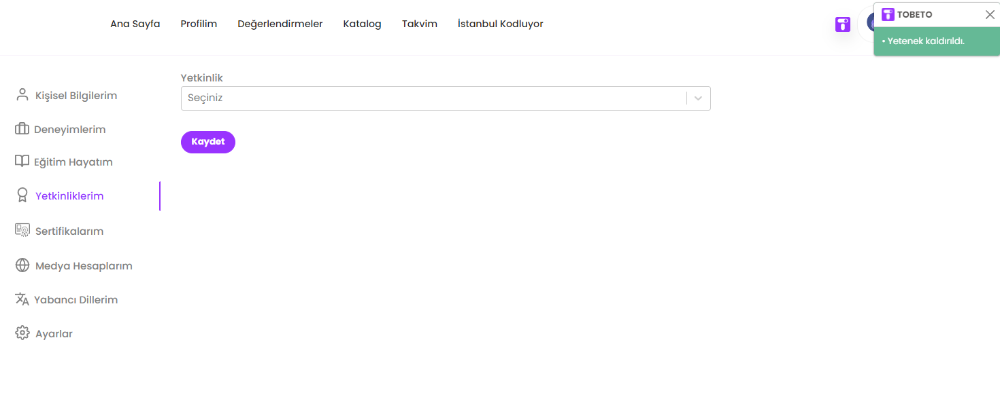 Ana Sayfa Profilim Değerlendirmeler Katalog Takvim İstanbul Kodluyor
TOBETO
• Yetenek kaldırıldı.
Kişisel Bilgilerim
Deneyimlerim
Eğitim Hayatım
Yetkinliklerim
Sertifikalarım
Medya Hesaplarım
Yabancı Dillerim
Ayarlar
Yetkinlik
Seçiniz
Kaydet